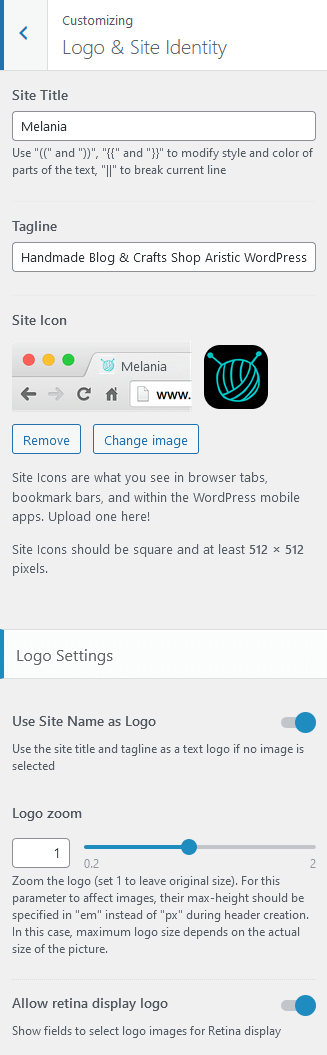 Customizing
Logo & Site Identity
Site Title
Melania
Use "((" and "))", "{{" and "}}" to modify style and color of
parts of the text, "||" to break current line
Tagline
Handmade Blog & Crafts Shop Aristic WordPress
Site Icon
Melania
www.
Remove
Change image
Site Icons are what you see in browser tabs,
bookmark bars, and within the WordPress mobile
apps. Upload one here!
Site Icons should be square and at least 512 × 512
pixels.
Logo Settings
Use Site Name as Logo
Use the site title and tagline as a text logo if no image is
selected
Logo zoom
1
0.2 2
Zoom the logo (set 1 to leave original size). For this
parameter to affect images, their max-height should be
specified in "em" instead of "px" during header creation.
In this case, maximum logo size depends on the actual
size of the picture.
Allow retina display logo
Show fields to select logo images for Retina display